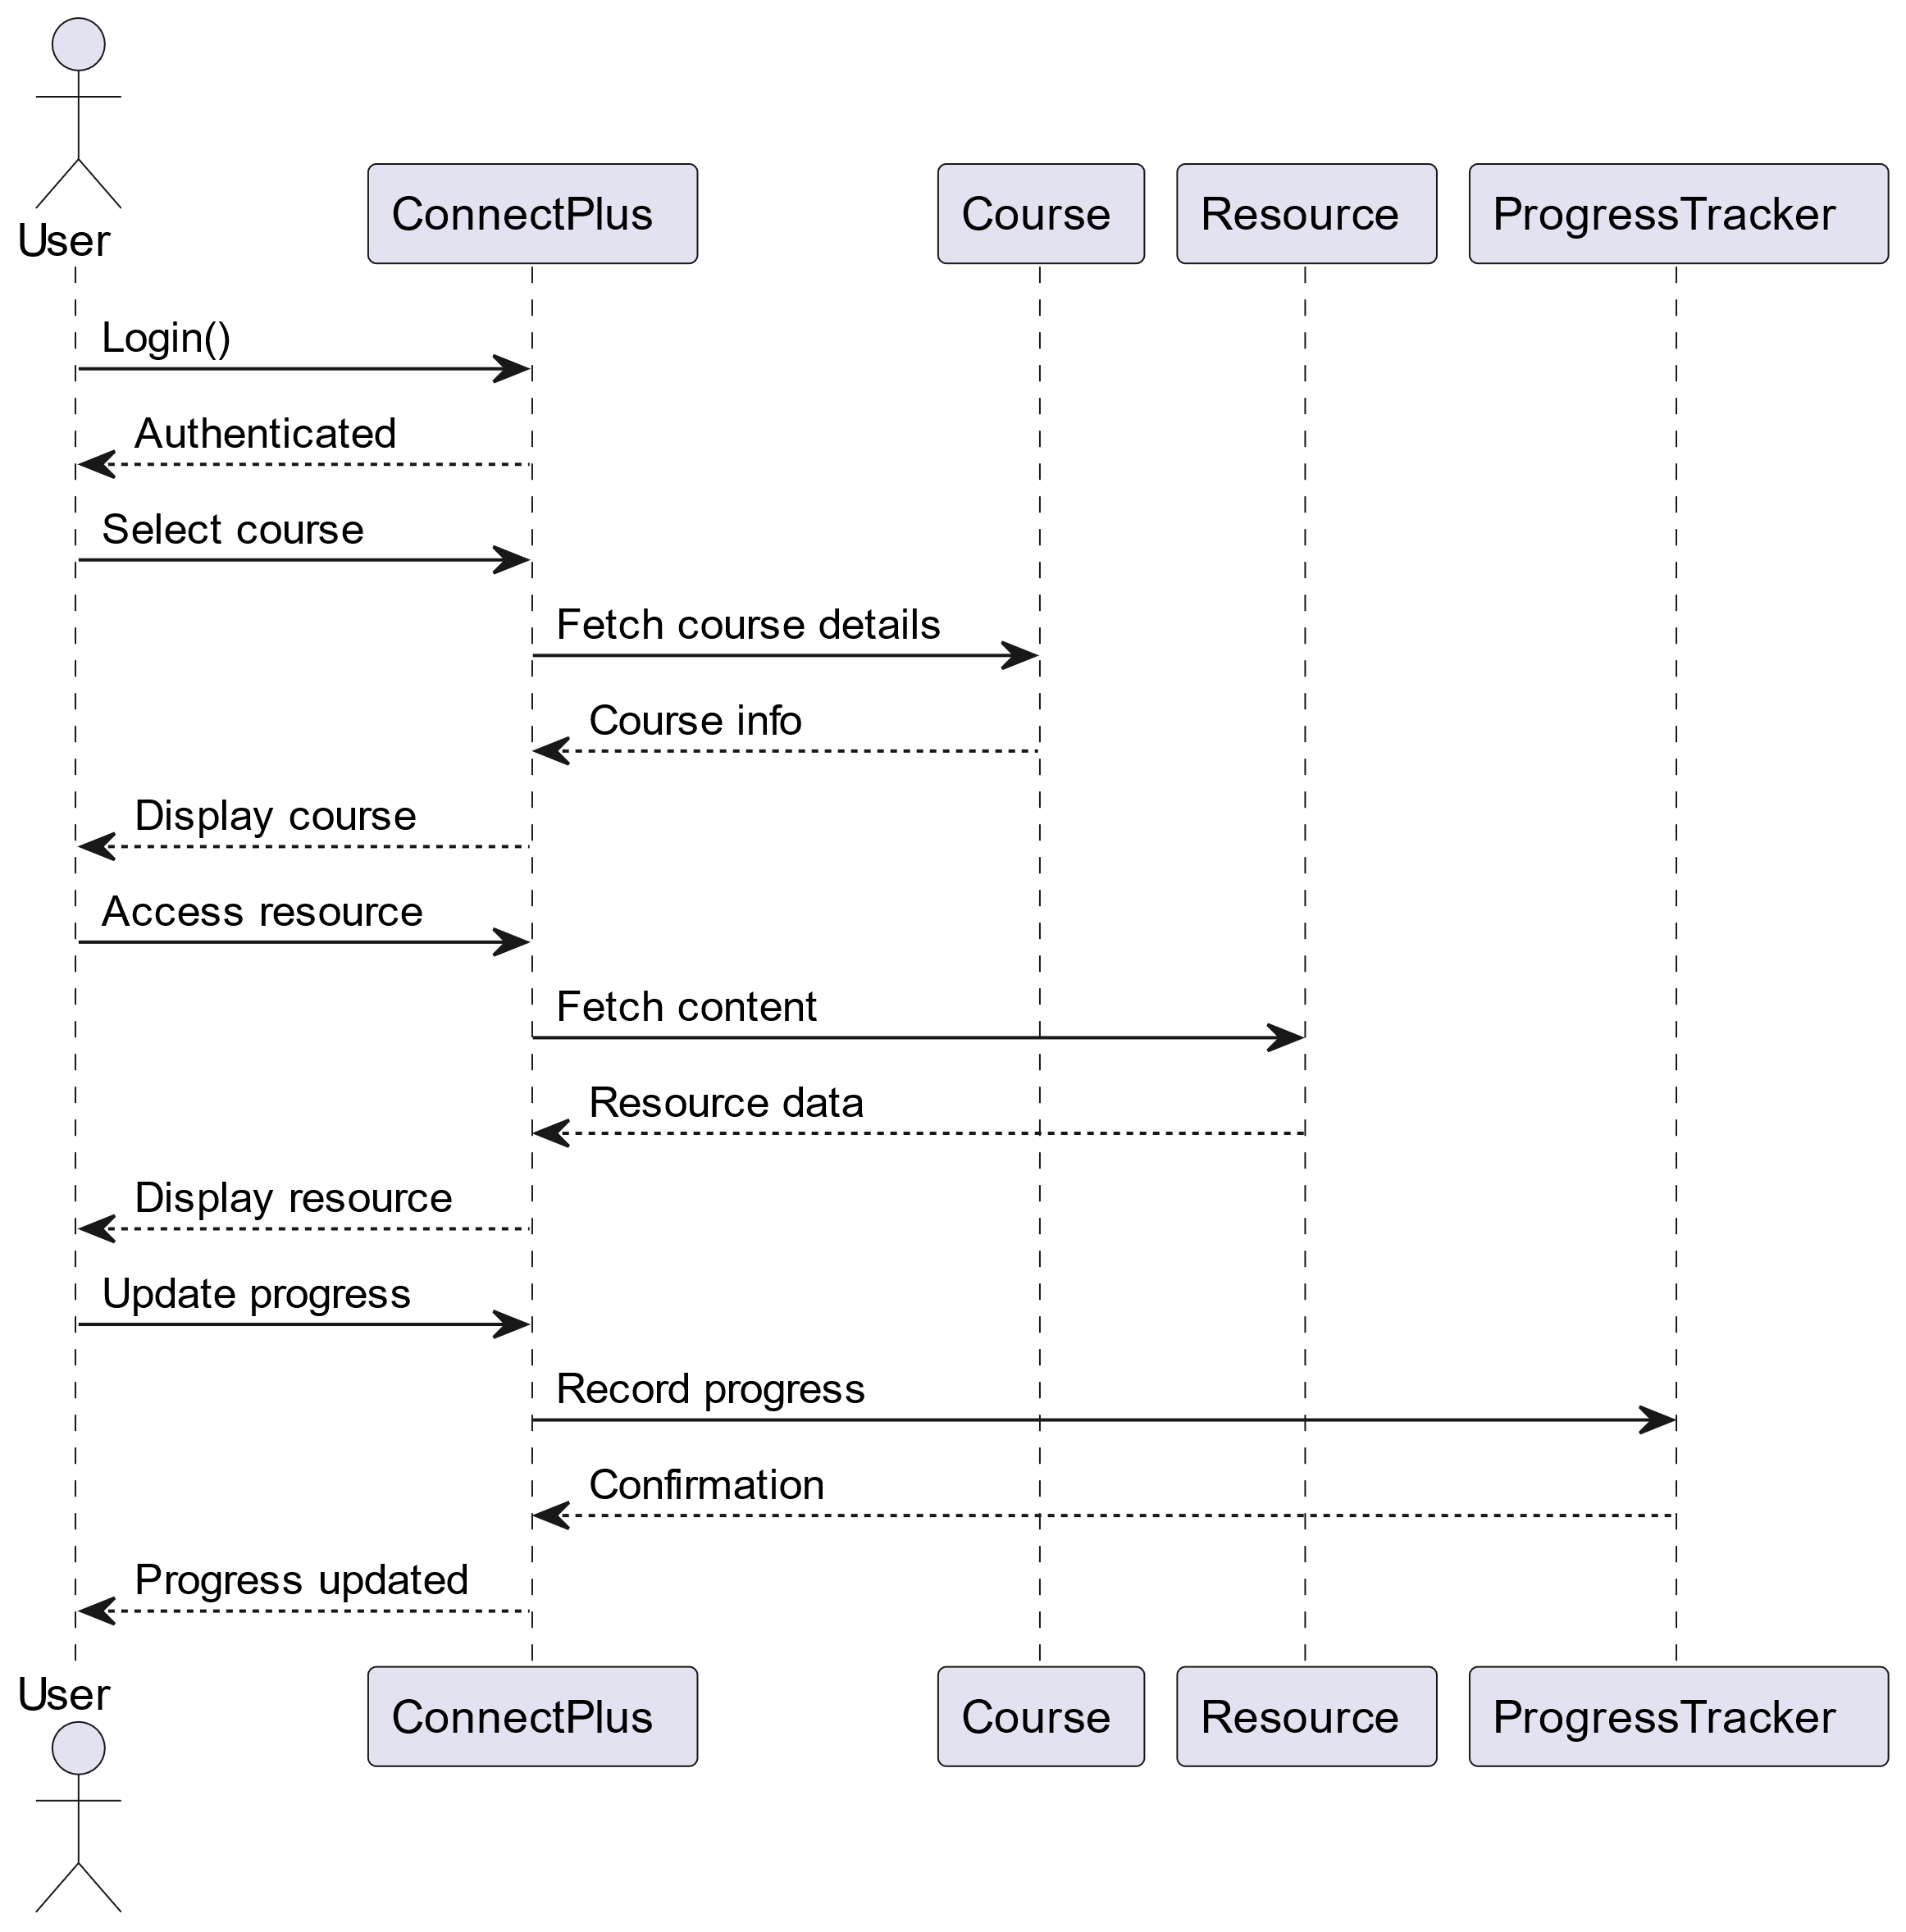 User
ConnectPlus
Course
Resource
ProgressTracker
Login()
Authenticated
Select course
Fetch course details
Course info
Display course
Access resource
Fetch content
Resource data
Display resource
Update progress
Record progress
Confirmation
Progress updated
User
ConnectPlus
Course
Resource
ProgressTracker